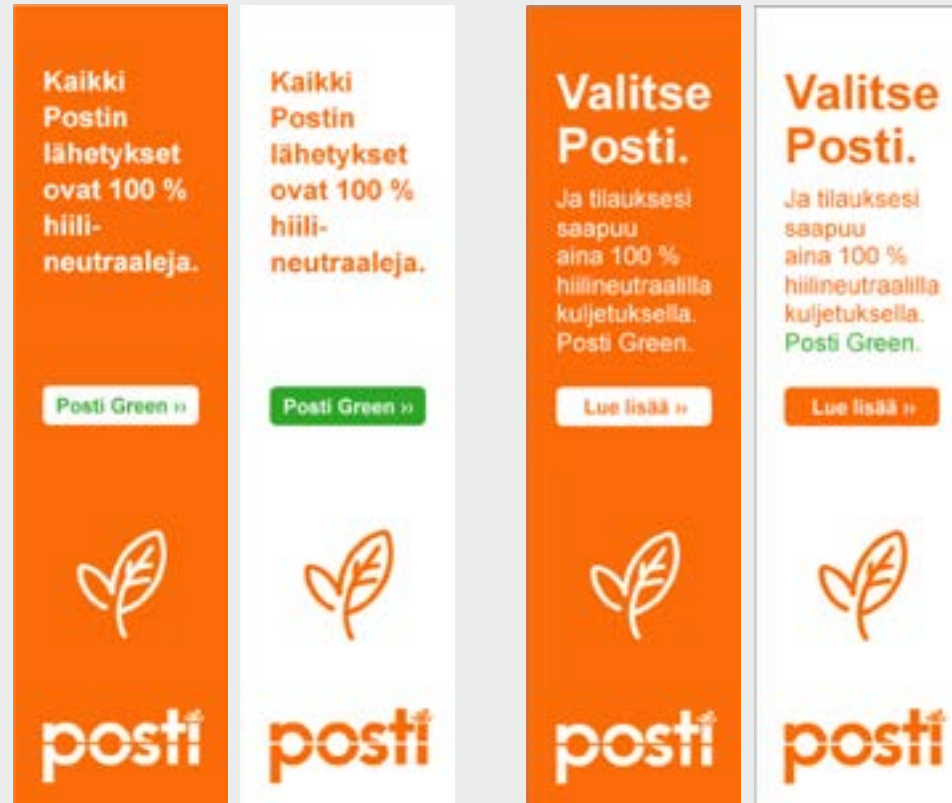 Kaikki
Postin
lähetykset
ovat 100 %
hiili-
neutraaleja.
Posti Green ››
posti
Kaikki
Postin
lähetykset
ovat 100 %
hiili-
neutraaleja.
Posti Green ››
posti
Valitse
Posti.
Ja tilauksesi
saapuu
aina 100 %
hiilineutraalilla
kuljetuksella.
Posti Green.
Lue lisää ››
posti
Valitse
Posti.
Ja tilauksesi
saapuu
aina 100 %
hiilineutraalilla
kuljetuksella.
Posti Green.
Lue lisää ››
posti